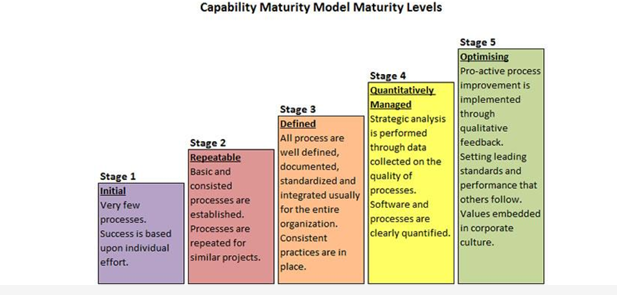 Capability Maturity Model Maturity Levels
Stage 1
Initial
Very few
processes.
Success is based
upon individual
effort.
Stage 2
Repeatable
Basic and
consisted
processes are
established.
Processes are
repeated for
similar projects.
Stage 3
Defined
All process are
well defined,
documented,
standardized and
integrated usually
for the entire
organization.
Consistent
practices are in
place.
Stage 4
Quantitatively
Managed
Strategic analysis
is performed
through data
collected on the
quality of
processes.
Software and
processes are
clearly quantified.
Stage 5
Optimising
Pro-active process
improvement is
implemented
through
qualitative
feedback.
Setting leading
standards and
performance that
others follow.
Values embedded
in corporate
culture.